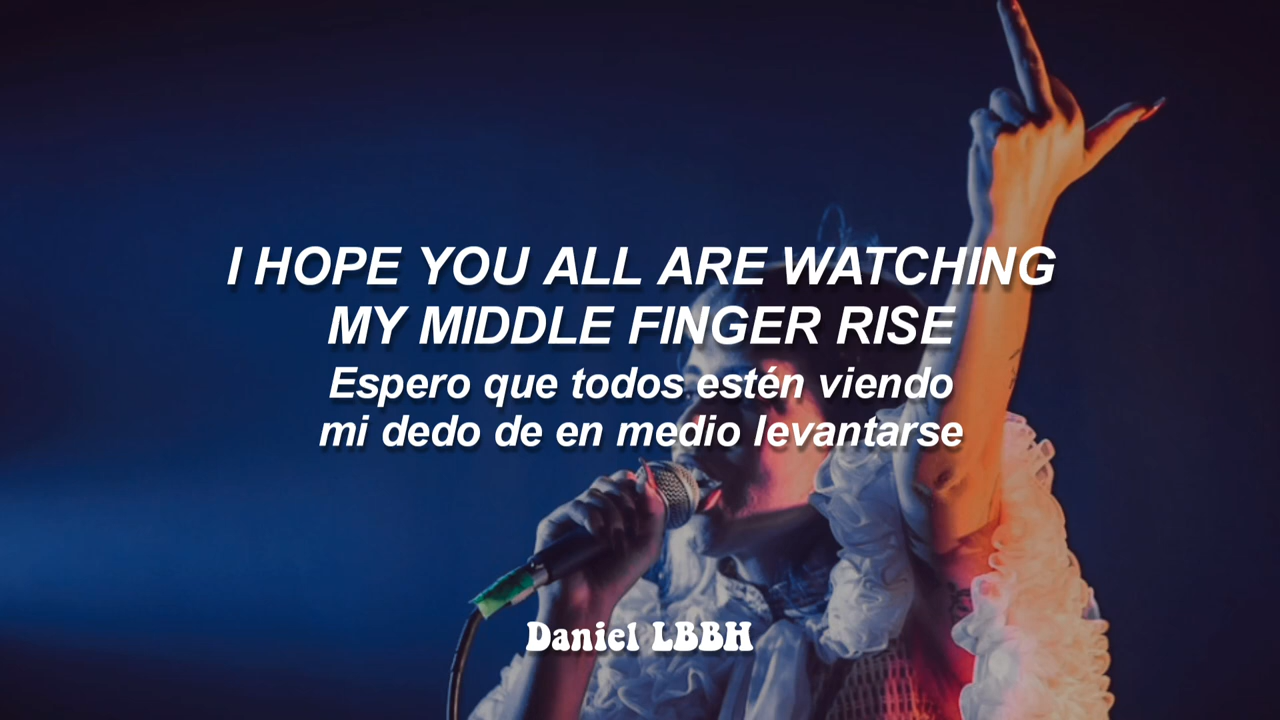 I HOPE YOU ALL ARE WATCHING
MY MIDDLE FINGER RISE
Espero que todos estén viendo
mi dedo de en medio levantarse
Daniel LBBH